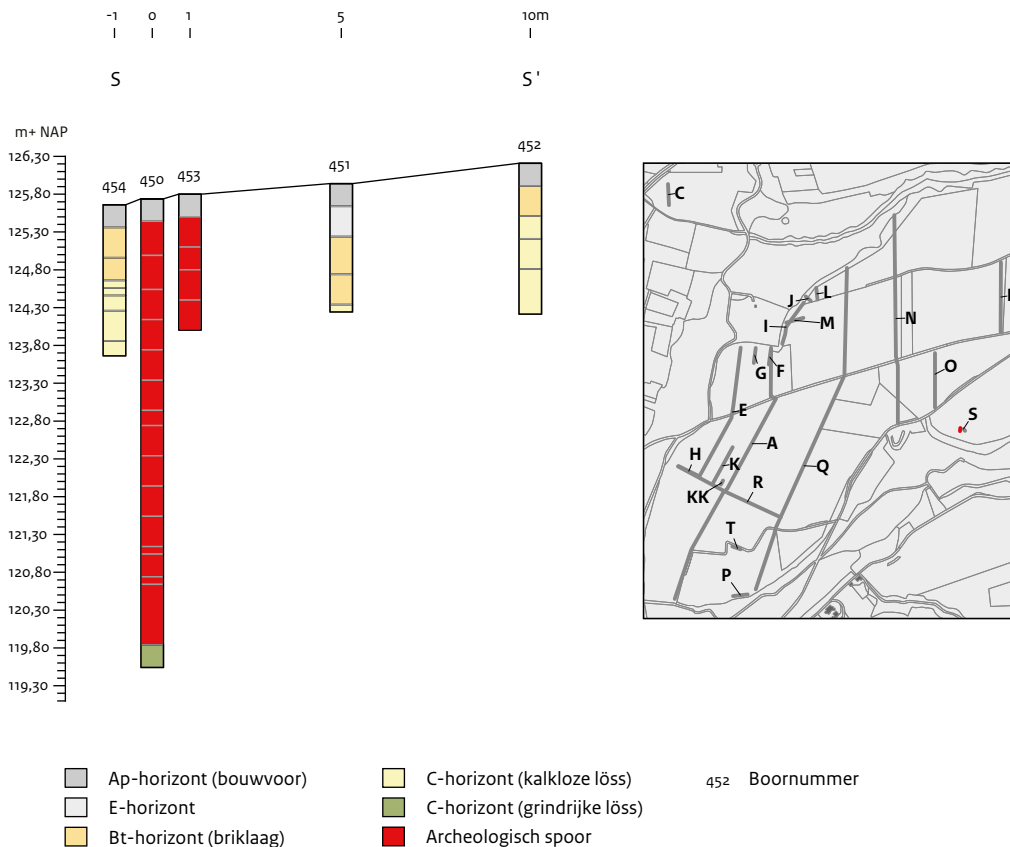 -1 0 1 5 10m
S S'
m+ NAP
126,30
125,80
125,30
124,80
124,30
123,80
123,30
122,80
122,30
121,80
121,30
120,80
120,30
119,80
119,30
454 450 453 451 452
C
J L
I M
N
G F
O
E
S
A
H K Q
KK R
T
P
Ap-horizont (bouwvoor)
E-horizont
Bt-horizont (briklaag)
C-horizont (kalkloze löss)
C-horizont (grindrijke löss)
Archeologisch spoor
452 Boornummer